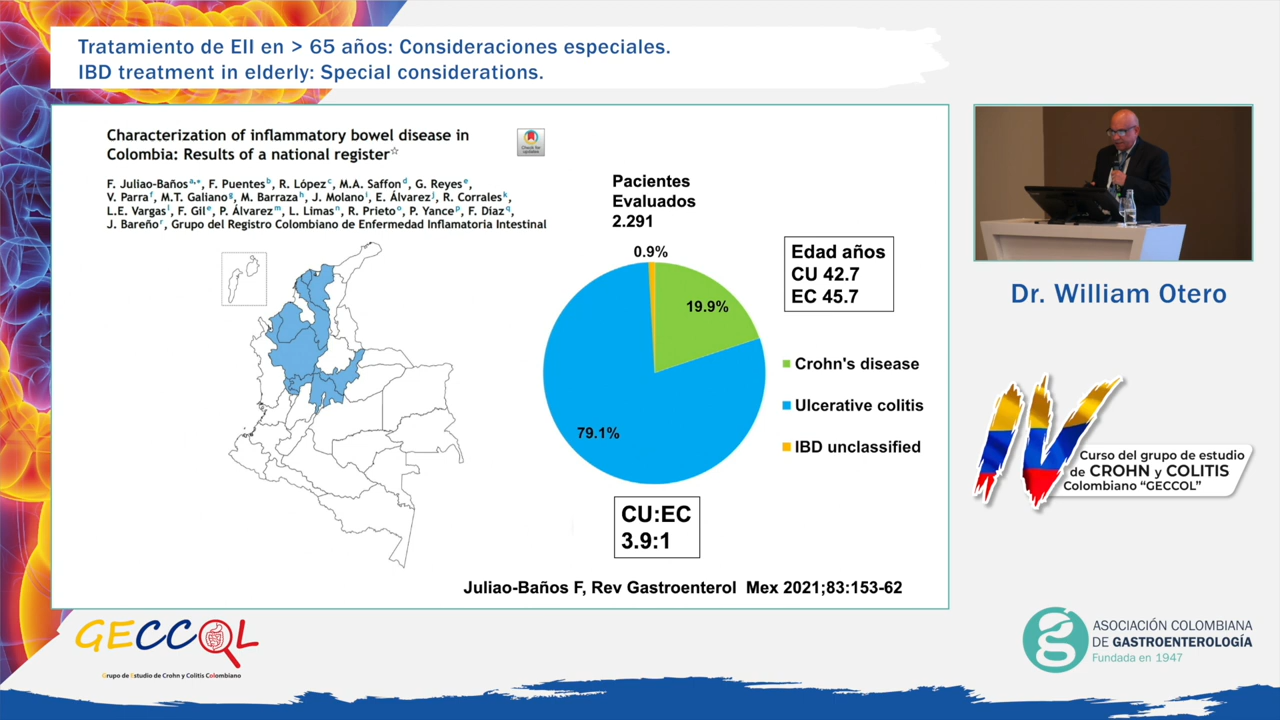 Tratamiento de EII en > 65 años: Consideraciones especiales.
IBD treatment in elderly: Special considerations.
Characterization of inflammatory bowel disease in
Colombia: Results of a national register☆
Check for
updates
F. Juliao-Baños a,*, F. Puentes b, R. López c, M.A. Saffon d, G. Reyes e,
V. Parra f, M.T. Galiano g, M. Barraza h, J. Molano i, E. Álvarez j, R. Corrales k,
L.E. Vargas l, F. Gil e, P. Álvarez m, L. Limas n, R. Prieto o, P. Yance p, F. Díaz q,
J. Bareño r, Grupo del Registro Colombiano de Enfermedad Inflamatoria Intestinal
Pacientes
Evaluados
2.291
0.9%
19.9%
79.1%
Edad años
CU 42.7
EC 45.7
Crohn's disease
Ulcerative colitis
IBD unclassified
CU:EC
3.9:1
Juliao-Baños F, Rev Gastroenterol Mex 2021;83:153-62
Dr. William Otero
IV
Curso del grupo de estudio
de CROHN y COLITIS
Colombiano “GECCOL”
GECCOL
Grupo de Estudio de Crohn y Colitis Colombiano
ASOCIACIÓN COLOMBIANA
DE GASTROENTEROLOGÍA
Fundada en 1947